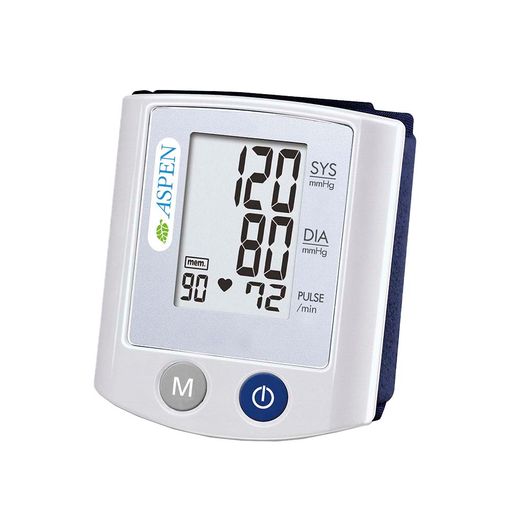 ASPEN
120 SYS
mmHg
80 DIA
mmHg
mem.
90 72 PULSE
/min
M